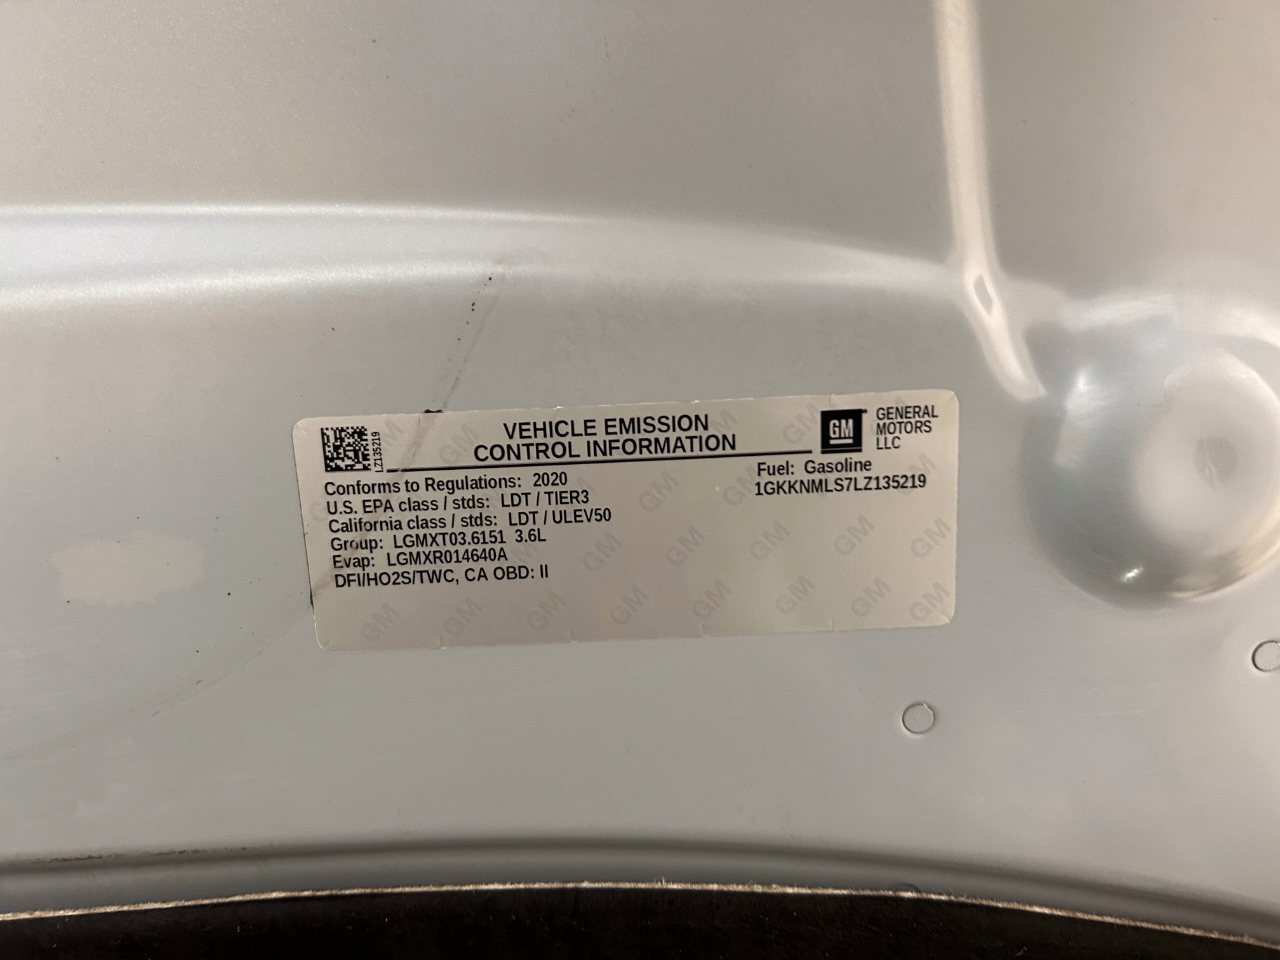 LZ135219
VEHICLE EMISSION
CONTROL INFORMATION
GM
GENERAL
MOTORS
LLC
Conforms to Regulations: 2020
U.S. EPA class / stds: LDT / TIER3
California class / stds: LDT / ULEV50
Group: LGMXT03.6151 3.6L
Evap: LGMXR014640A
DFI/HO2S/TWC, CA OBD: II
Fuel: Gasoline
1GKKNMLS7LZ135219